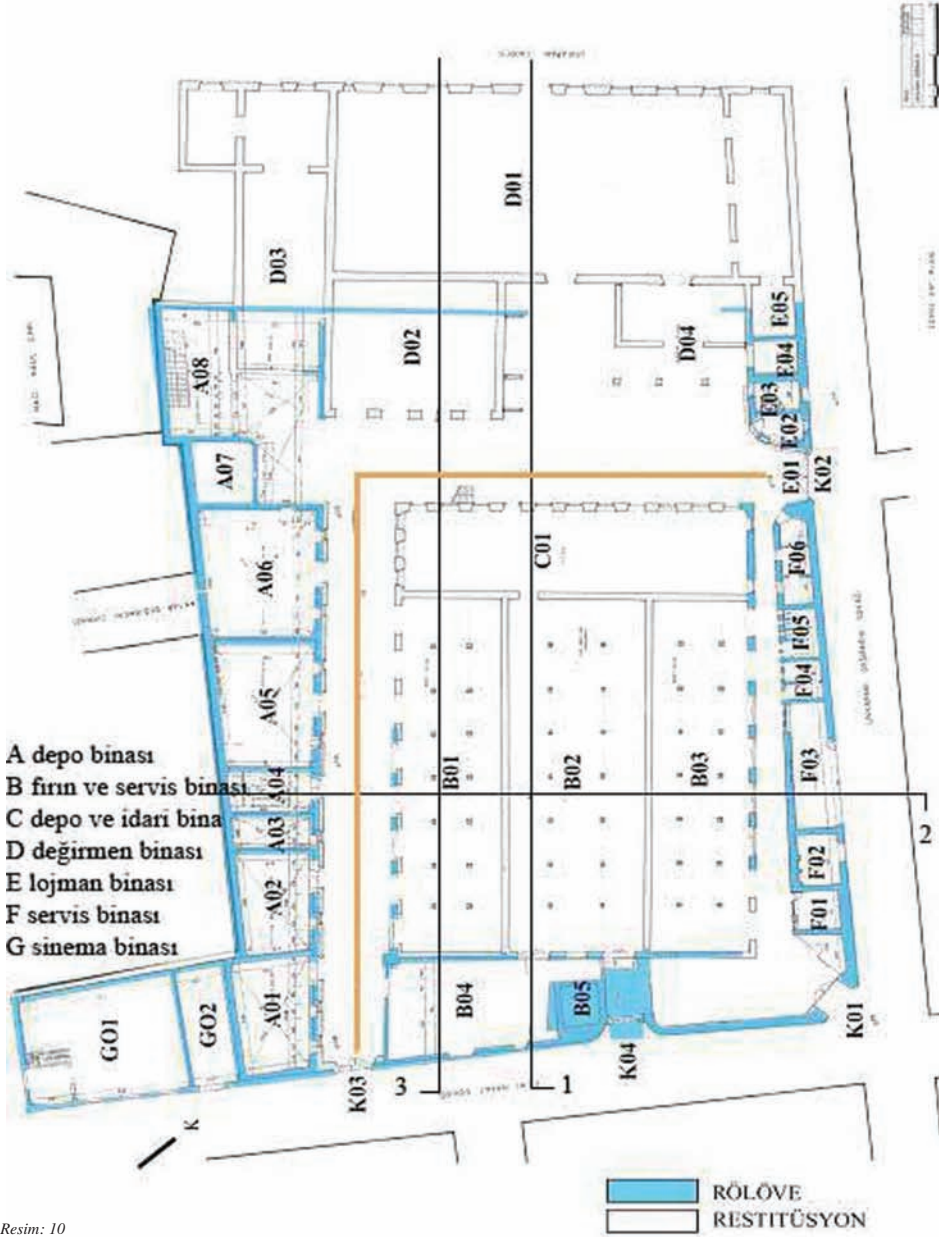 D01
D03
D02
D04
E05
E04
E03
E02
E01
K02
A08
A07
A06
A05
A04
A03
A02
A01
C01
F06
F05
F04
F03
F02
F01
B01
B02
B03
B04
B05
A depo binası
B fırın ve servis binası
C depo ve idari bina
D değirmen binası
E lojman binası
F servis binası
G sinema binası
2
GO1
GO2
K01
K04
K03
3
1
K
RÖLÖVE
RESTITÜSYON
Resim: 10